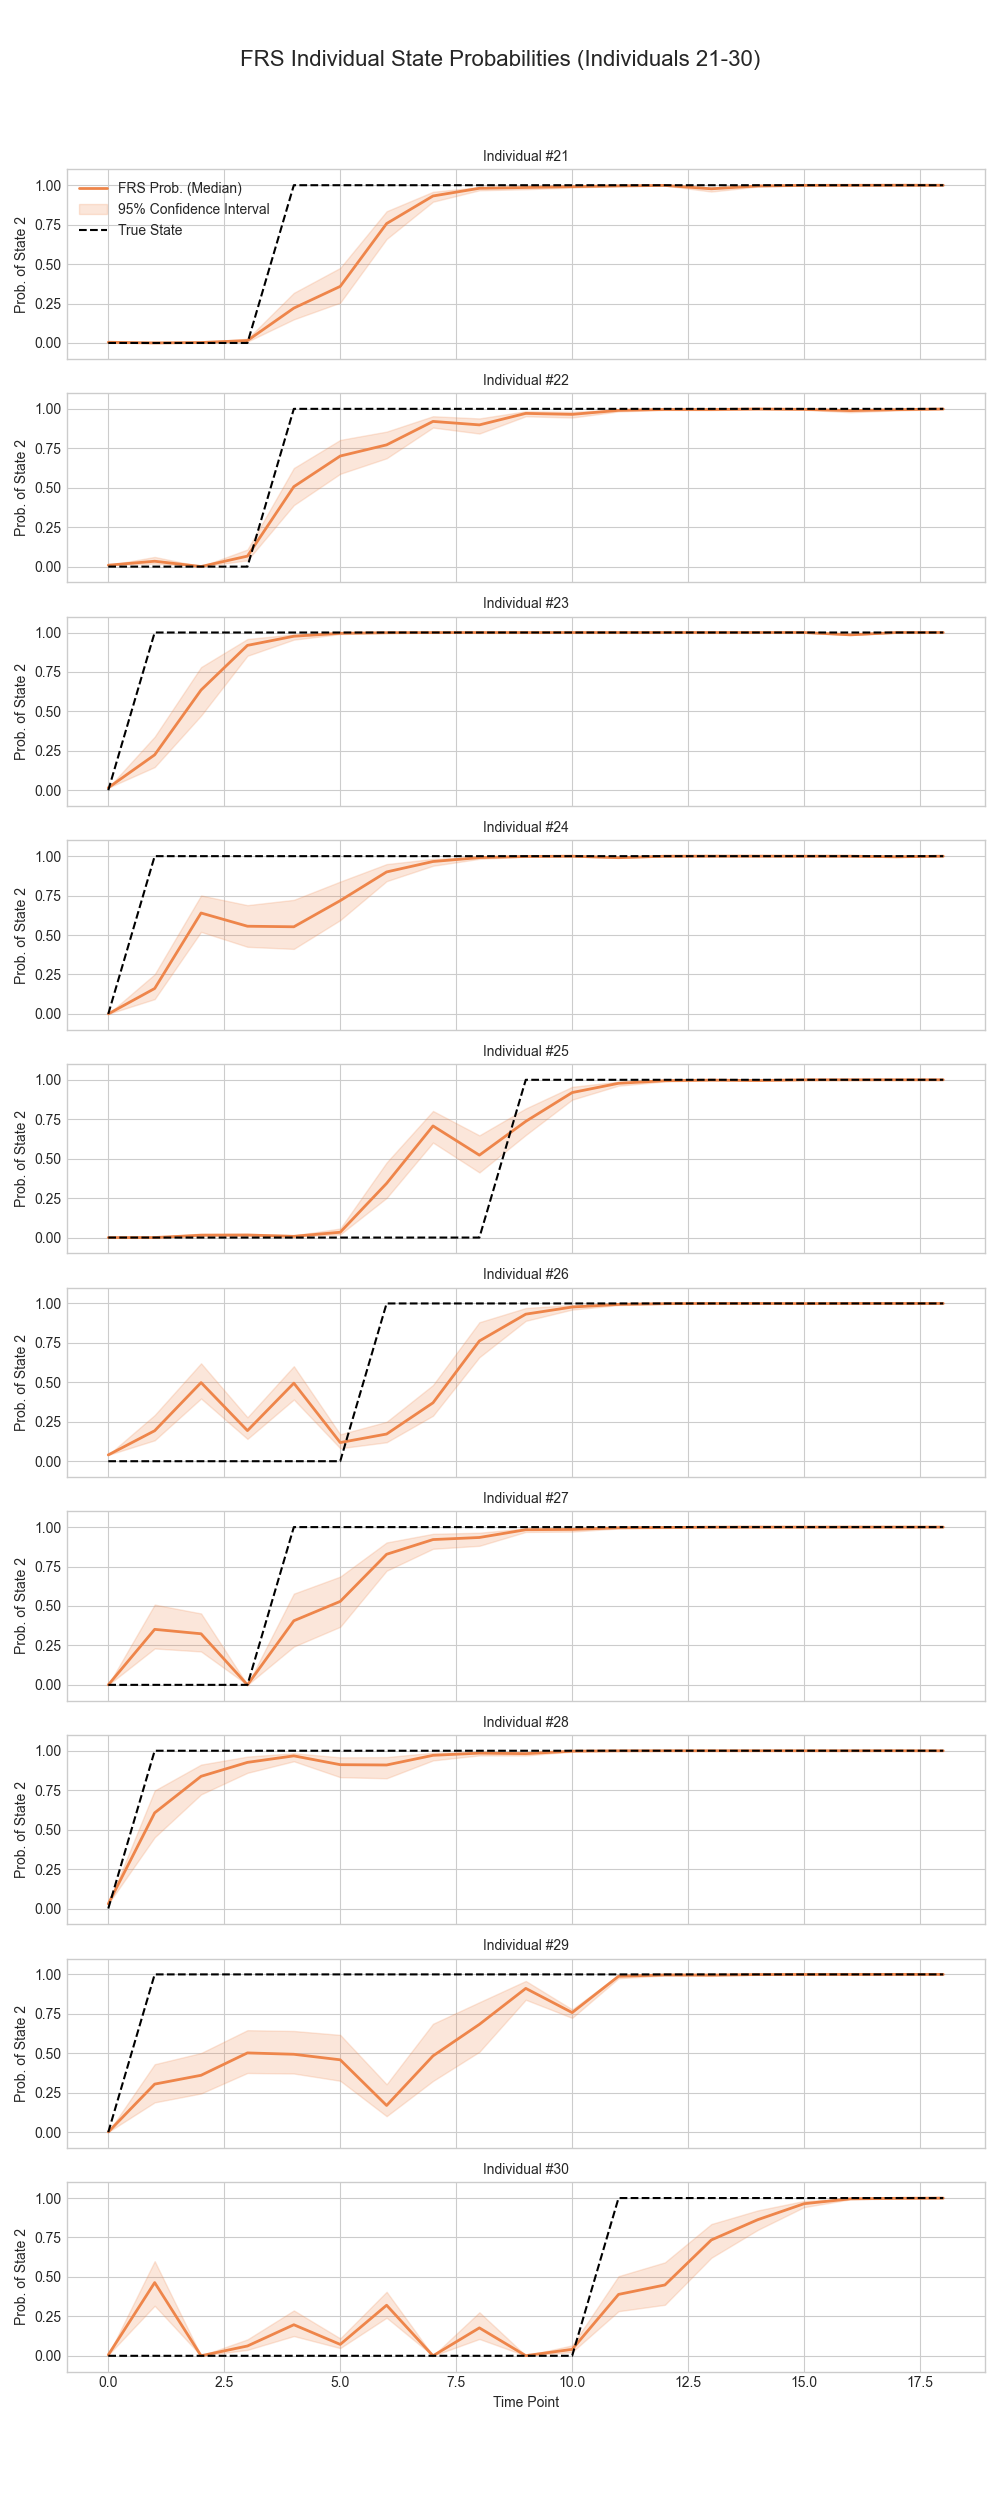 FRS Individual State Probabilities (Individuals 21-30)
Individual #21
1.00
0.75
0.50
0.25
0.00
Prob. of State 2
FRS Prob. (Median)
95% Confidence Interval
True State
Individual #22
1.00
0.75
0.50
0.25
0.00
Prob. of State 2
Individual #23
1.00
0.75
0.50
0.25
0.00
Prob. of State 2
Individual #24
1.00
0.75
0.50
0.25
0.00
Prob. of State 2
Individual #25
1.00
0.75
0.50
0.25
0.00
Prob. of State 2
Individual #26
1.00
0.75
0.50
0.25
0.00
Prob. of State 2
Individual #27
1.00
0.75
0.50
0.25
0.00
Prob. of State 2
Individual #28
1.00
0.75
0.50
0.25
0.00
Prob. of State 2
Individual #29
1.00
0.75
0.50
0.25
0.00
Prob. of State 2
Individual #30
1.00
0.75
0.50
0.25
0.00
Prob. of State 2
0.0 2.5 5.0 7.5 10.0 12.5 15.0 17.5
Time Point